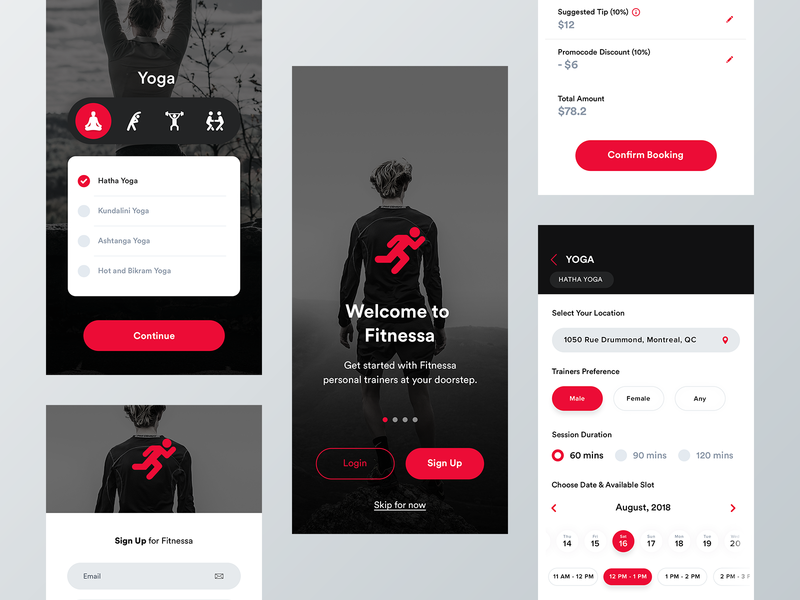 Yoga
Hatha Yoga
Kundalini Yoga
Ashtanga Yoga
Hot and Bikram Yoga
Continue
Sign Up for Fitnessa
Email
Welcome to
Fitnessa
Get started with Fitnessa
personal trainers at your doorstep.
Login
Sign Up
Skip for now
Suggested Tip (10%)
$12
Promocode Discount (10%)
- $6
Total Amount
$78.2
Confirm Booking
YOGA
HATHA YOGA
Select Your Location
1050 Rue Drummond, Montreal, QC
Trainers Preference
Male Female Any
Session Duration
60 mins 90 mins 120 mins
Choose Date & Available Slot
August, 2018
Thu Fri Sat Sun Mon Tue
14 15 16 17 18 19 20
11 AM - 12 PM 12 PM - 1 PM 1 PM - 2 PM 2 PM - 3